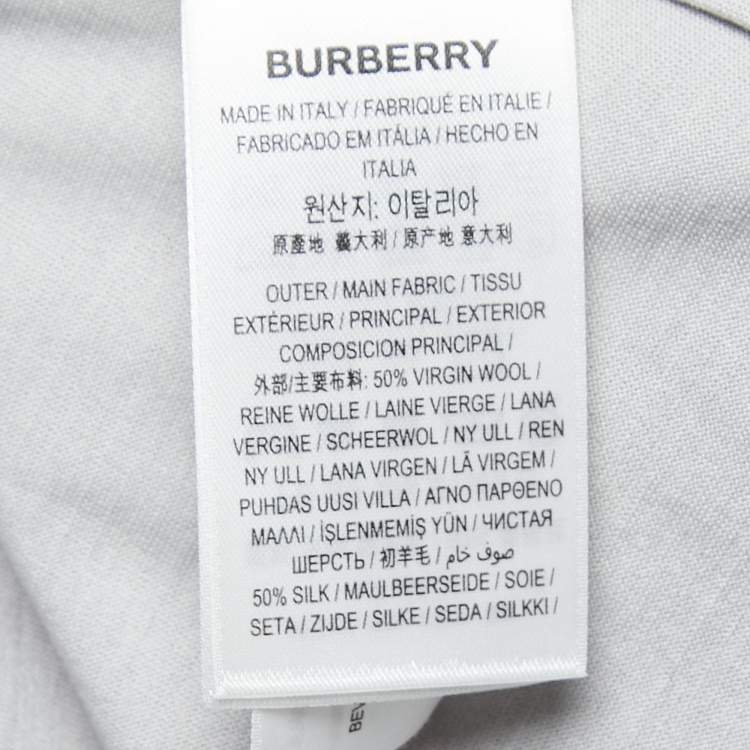 BURBERRY
MADE IN ITALY / FABRIQUÉ EN ITALIE /
FABRICADO EM ITÁLIA / HECHO EN
ITALIA
원산지: 이탈리아
原產地 義大利 / 原产地 意大利
OUTER / MAIN FABRIC / TISSU
EXTÉRIEUR / PRINCIPAL / EXTERIOR
COMPOSICION PRINCIPAL /
外部/主要布料: 50% VIRGIN WOOL /
REINE WOLLE / LAINE VIERGE / LANA
VERGINE / SCHEERWOL / NY ULL / REN
NY ULL / LANA VIRGEN / LÃ VIRGEM /
PUHDAS UUSI VILLA / ΑΓΝΟ ΠΑΡΘΕΝΟ
ΜΑΛΛΙ / İŞLENMEMİŞ YÜN / ЧИСТАЯ
ШЕРСТЬ / 初羊毛 / صوف خام /
50% SILK / MAULBEERSEIDE / SOIE /
SETA / ZIJDE / SILKE / SEDA / SILKKI /
BEV